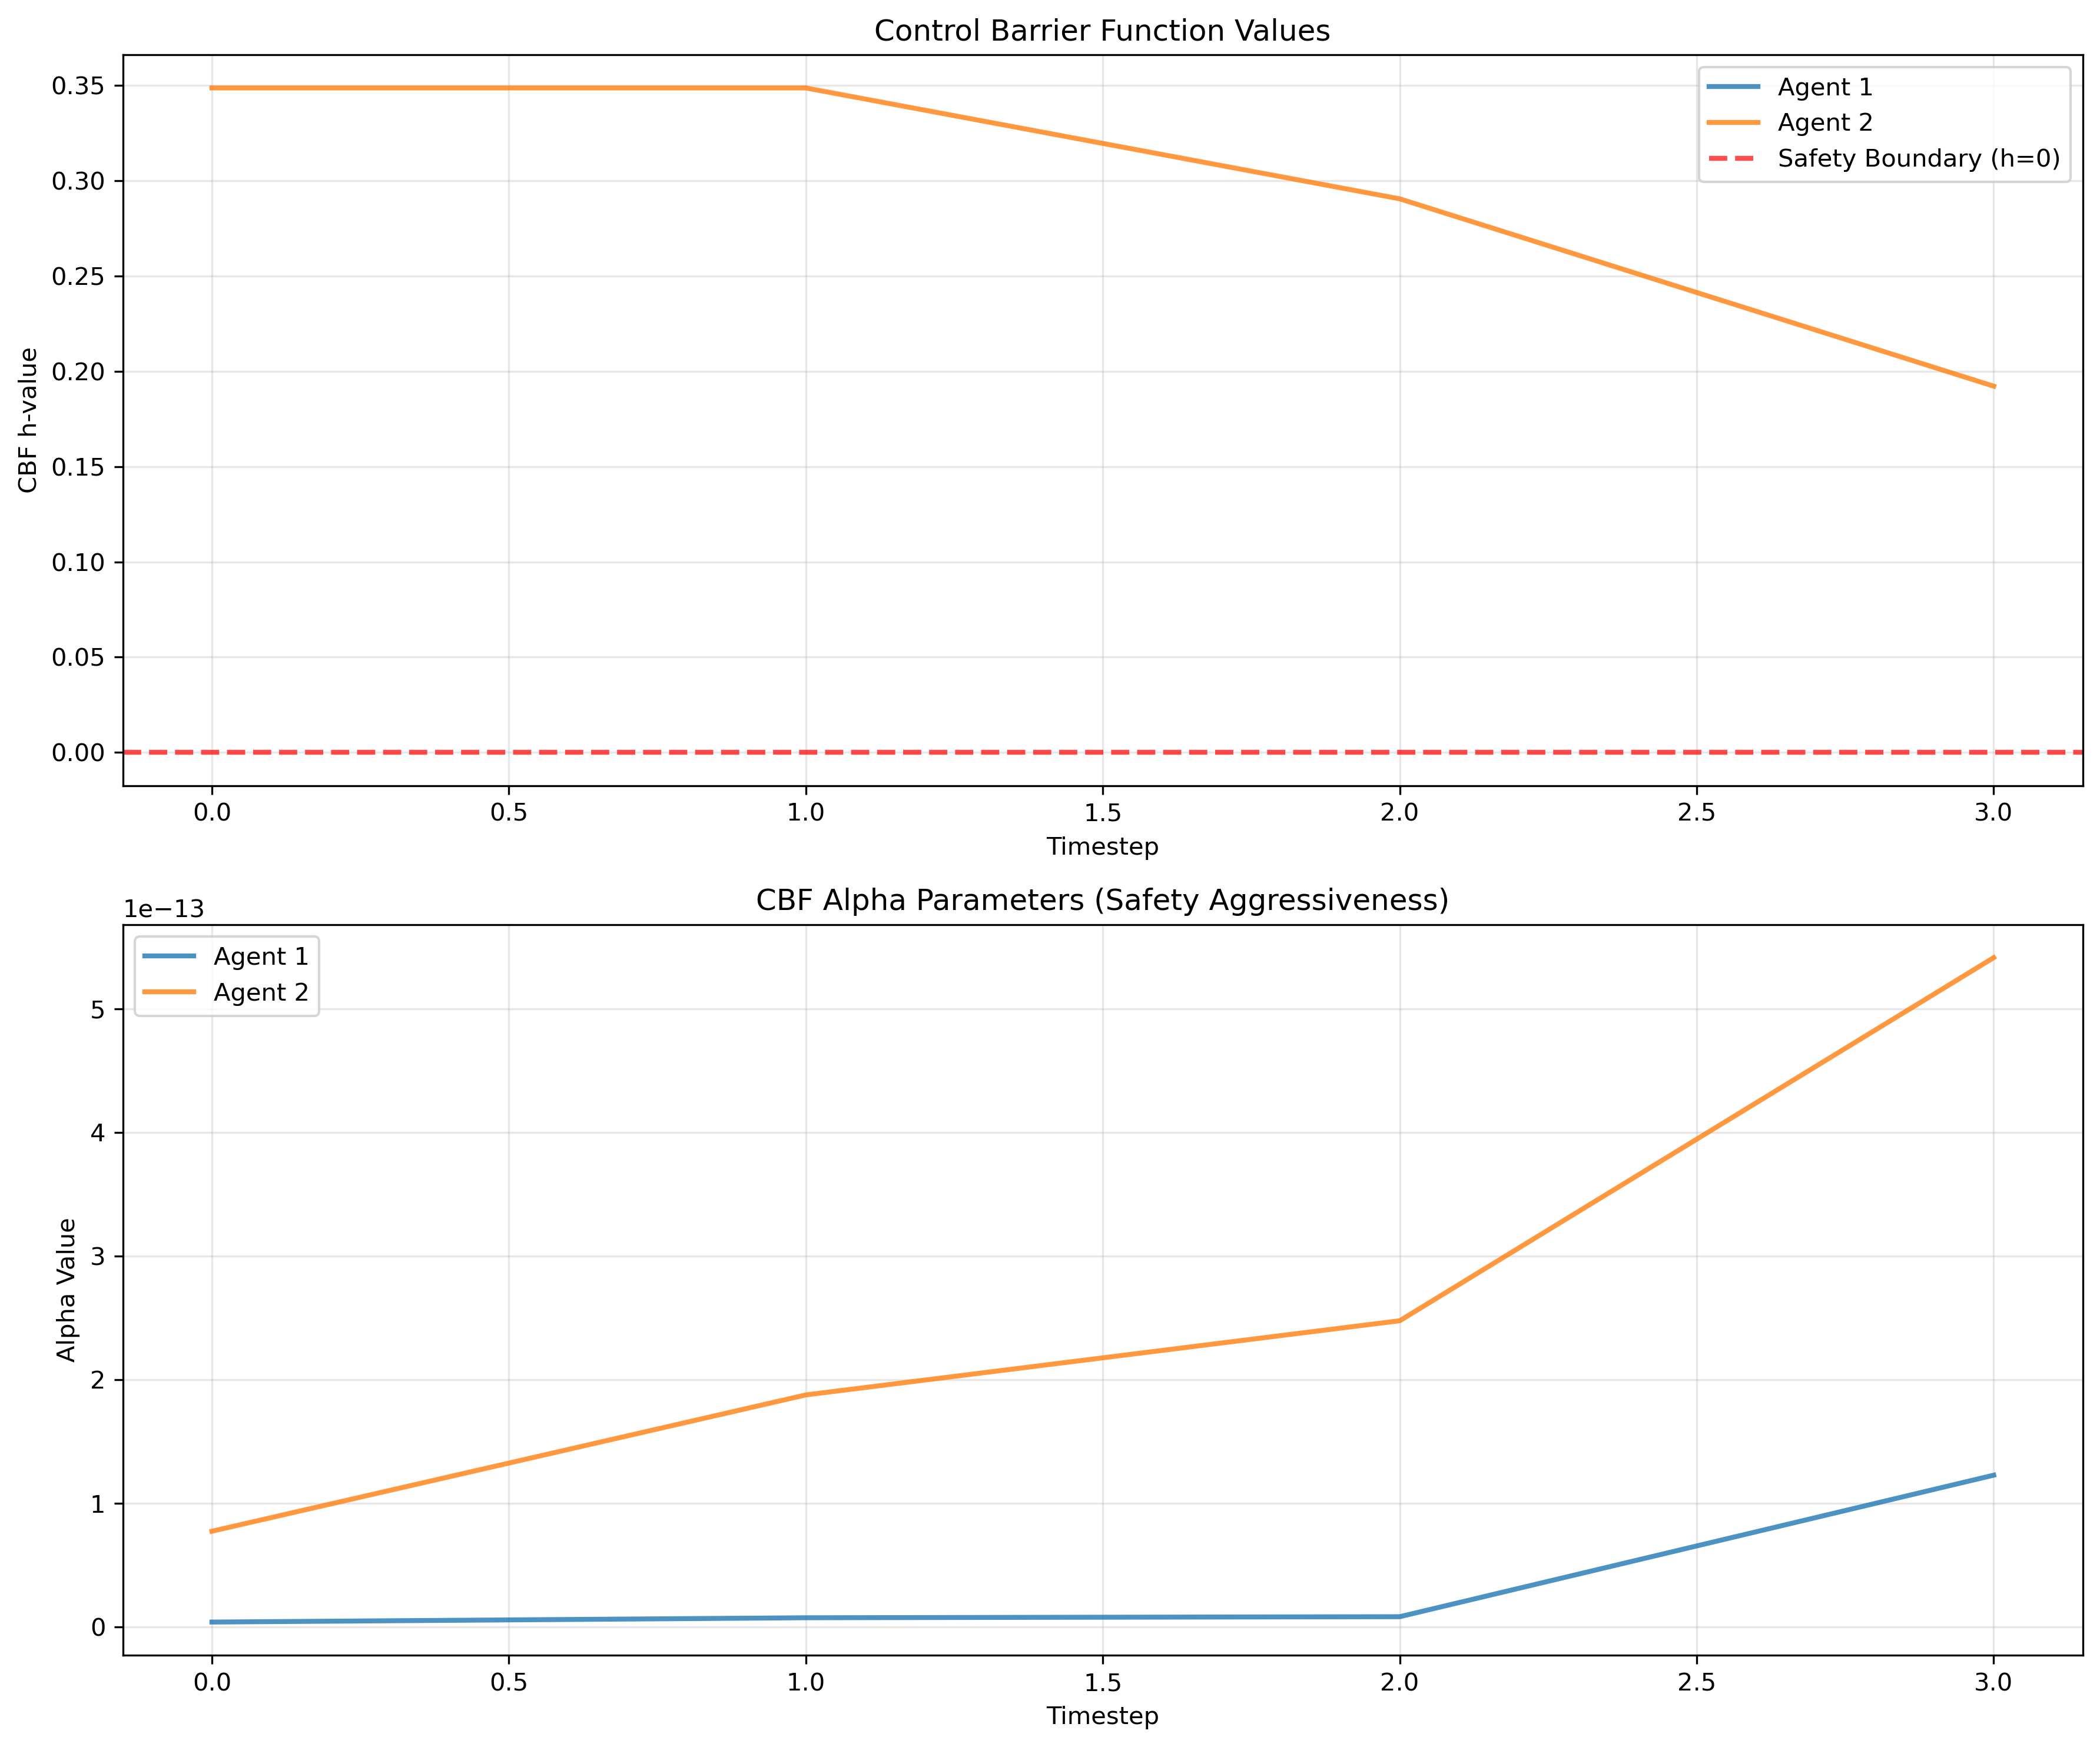 Control Barrier Function Values
0.35
0.30
0.25
0.20
0.15
0.10
0.05
0.00
CBF h-value
Agent 1
Agent 2
Safety Boundary (h=0)
0.0 0.5 1.0 1.5 2.0 2.5 3.0
Timestep
CBF Alpha Parameters (Safety Aggressiveness)
1e−13
5
4
3
2
1
0
Alpha Value
Agent 1
Agent 2
0.0 0.5 1.0 1.5 2.0 2.5 3.0
Timestep